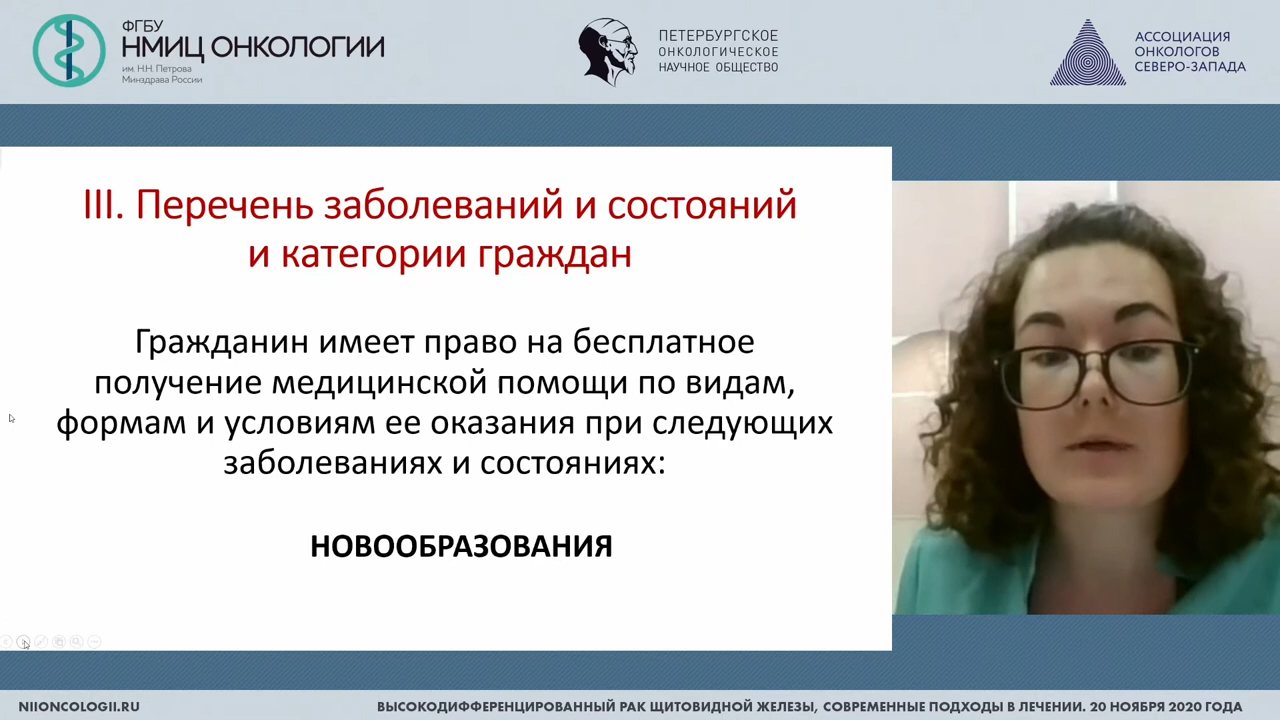 ФГБУ
НМИЦ ОНКОЛОГИИ
им. Н.Н. Петрова
Минздрава России
ПЕТЕРБУРГСКОЕ
ОНКОЛОГИЧЕСКОЕ
НАУЧНОЕ ОБЩЕСТВО
АССОЦИАЦИЯ
ОНКОЛОГОВ
СЕВЕРО-ЗАПАДА
III. Перечень заболеваний и состояний
и категории граждан
Гражданин имеет право на бесплатное
получение медицинской помощи по видам,
формам и условиям ее оказания при следующих
заболеваниях и состояниях:
НОВООБРАЗОВАНИЯ
NIIONCOLOGII.RU
ВЫСОКОДИФФЕРЕНЦИРОВАННЫЙ РАК ЩИТОВИДНОЙ ЖЕЛЕЗЫ, СОВРЕМЕННЫЕ ПОДХОДЫ В ЛЕЧЕНИИ. 20 НОЯБРЯ 2020 ГОДА